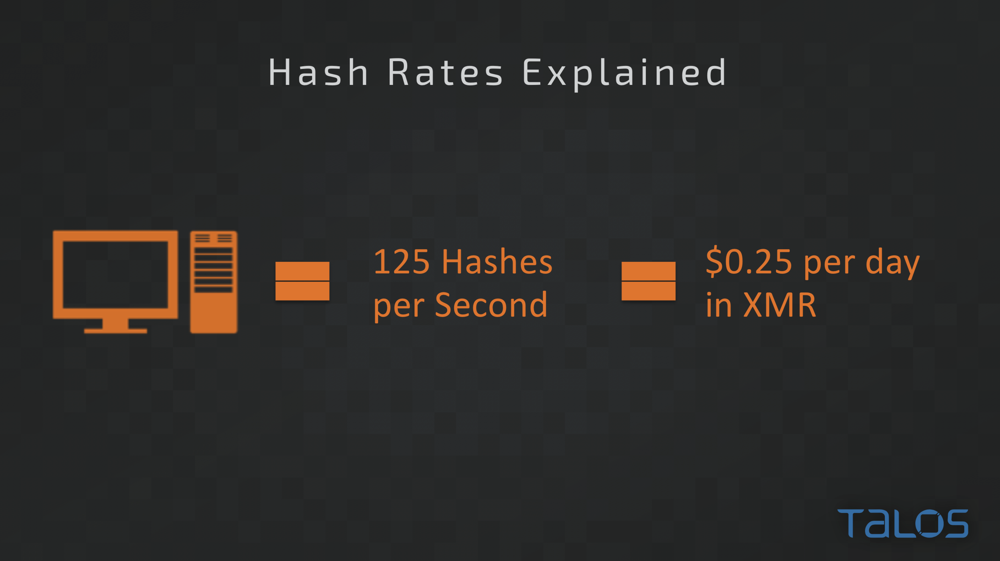 Hash Rates Explained
125 Hashes
per Second
$0.25 per day
in XMR
TALOS